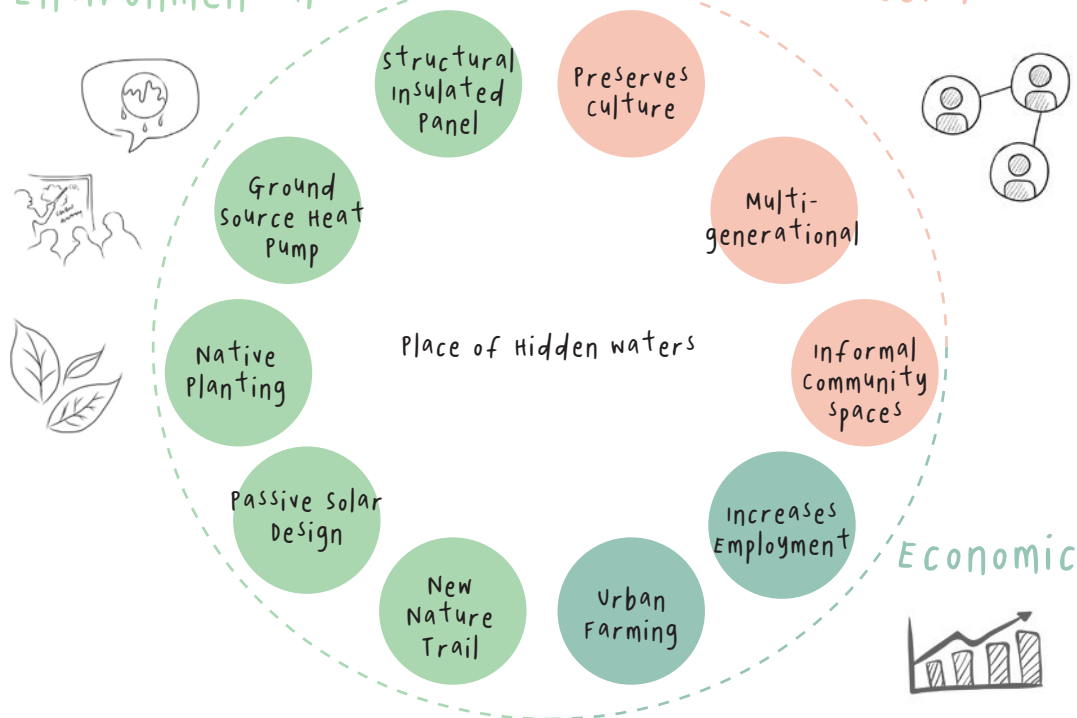 Structural
Insulated
Panel
Preserves
Culture
Ground
Source Heat
Pump
Multi-
generational
Place of Hidden waters
Native
Planting
Informal
Community
Spaces
Passive Solar
Design
Increases
Employment
Economic
New
Nature
Trail
Urban
Farming